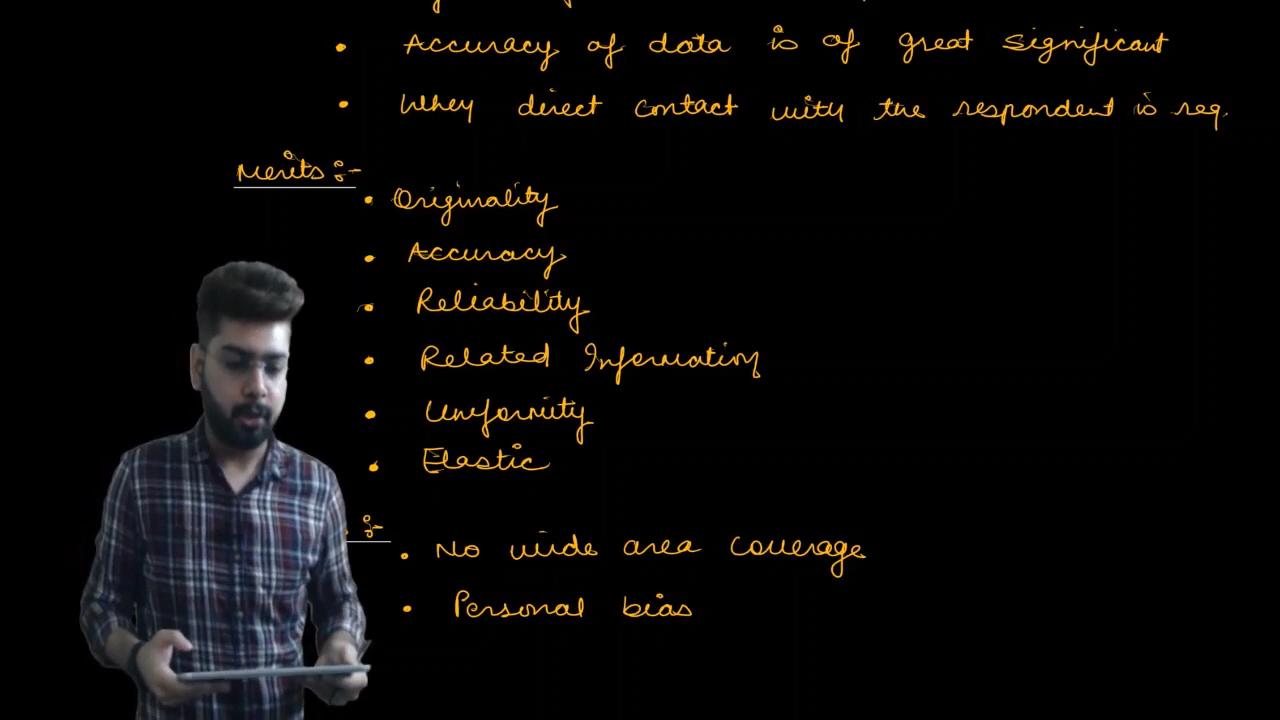 • Accuracy of data is of great significant
• Whey direct contact with the respondent is req.
Merits :-
• Originality
• Accuracy
• Reliability
• Related Information
• Uniformity
• Elastic
:-
• No wide area coverage
• Personal bias